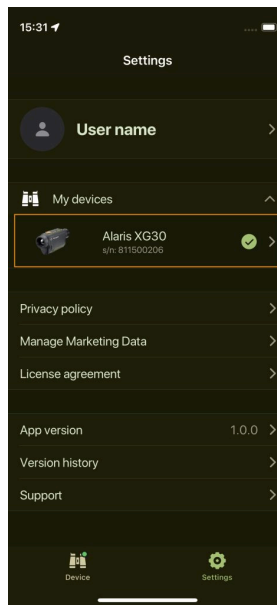 15:31
Settings
User name
My devices
Alaris XG30
s/n: 811500206
Privacy policy
Manage Marketing Data
License agreement
App version 1.0.0
Version history
Support
Device Settings